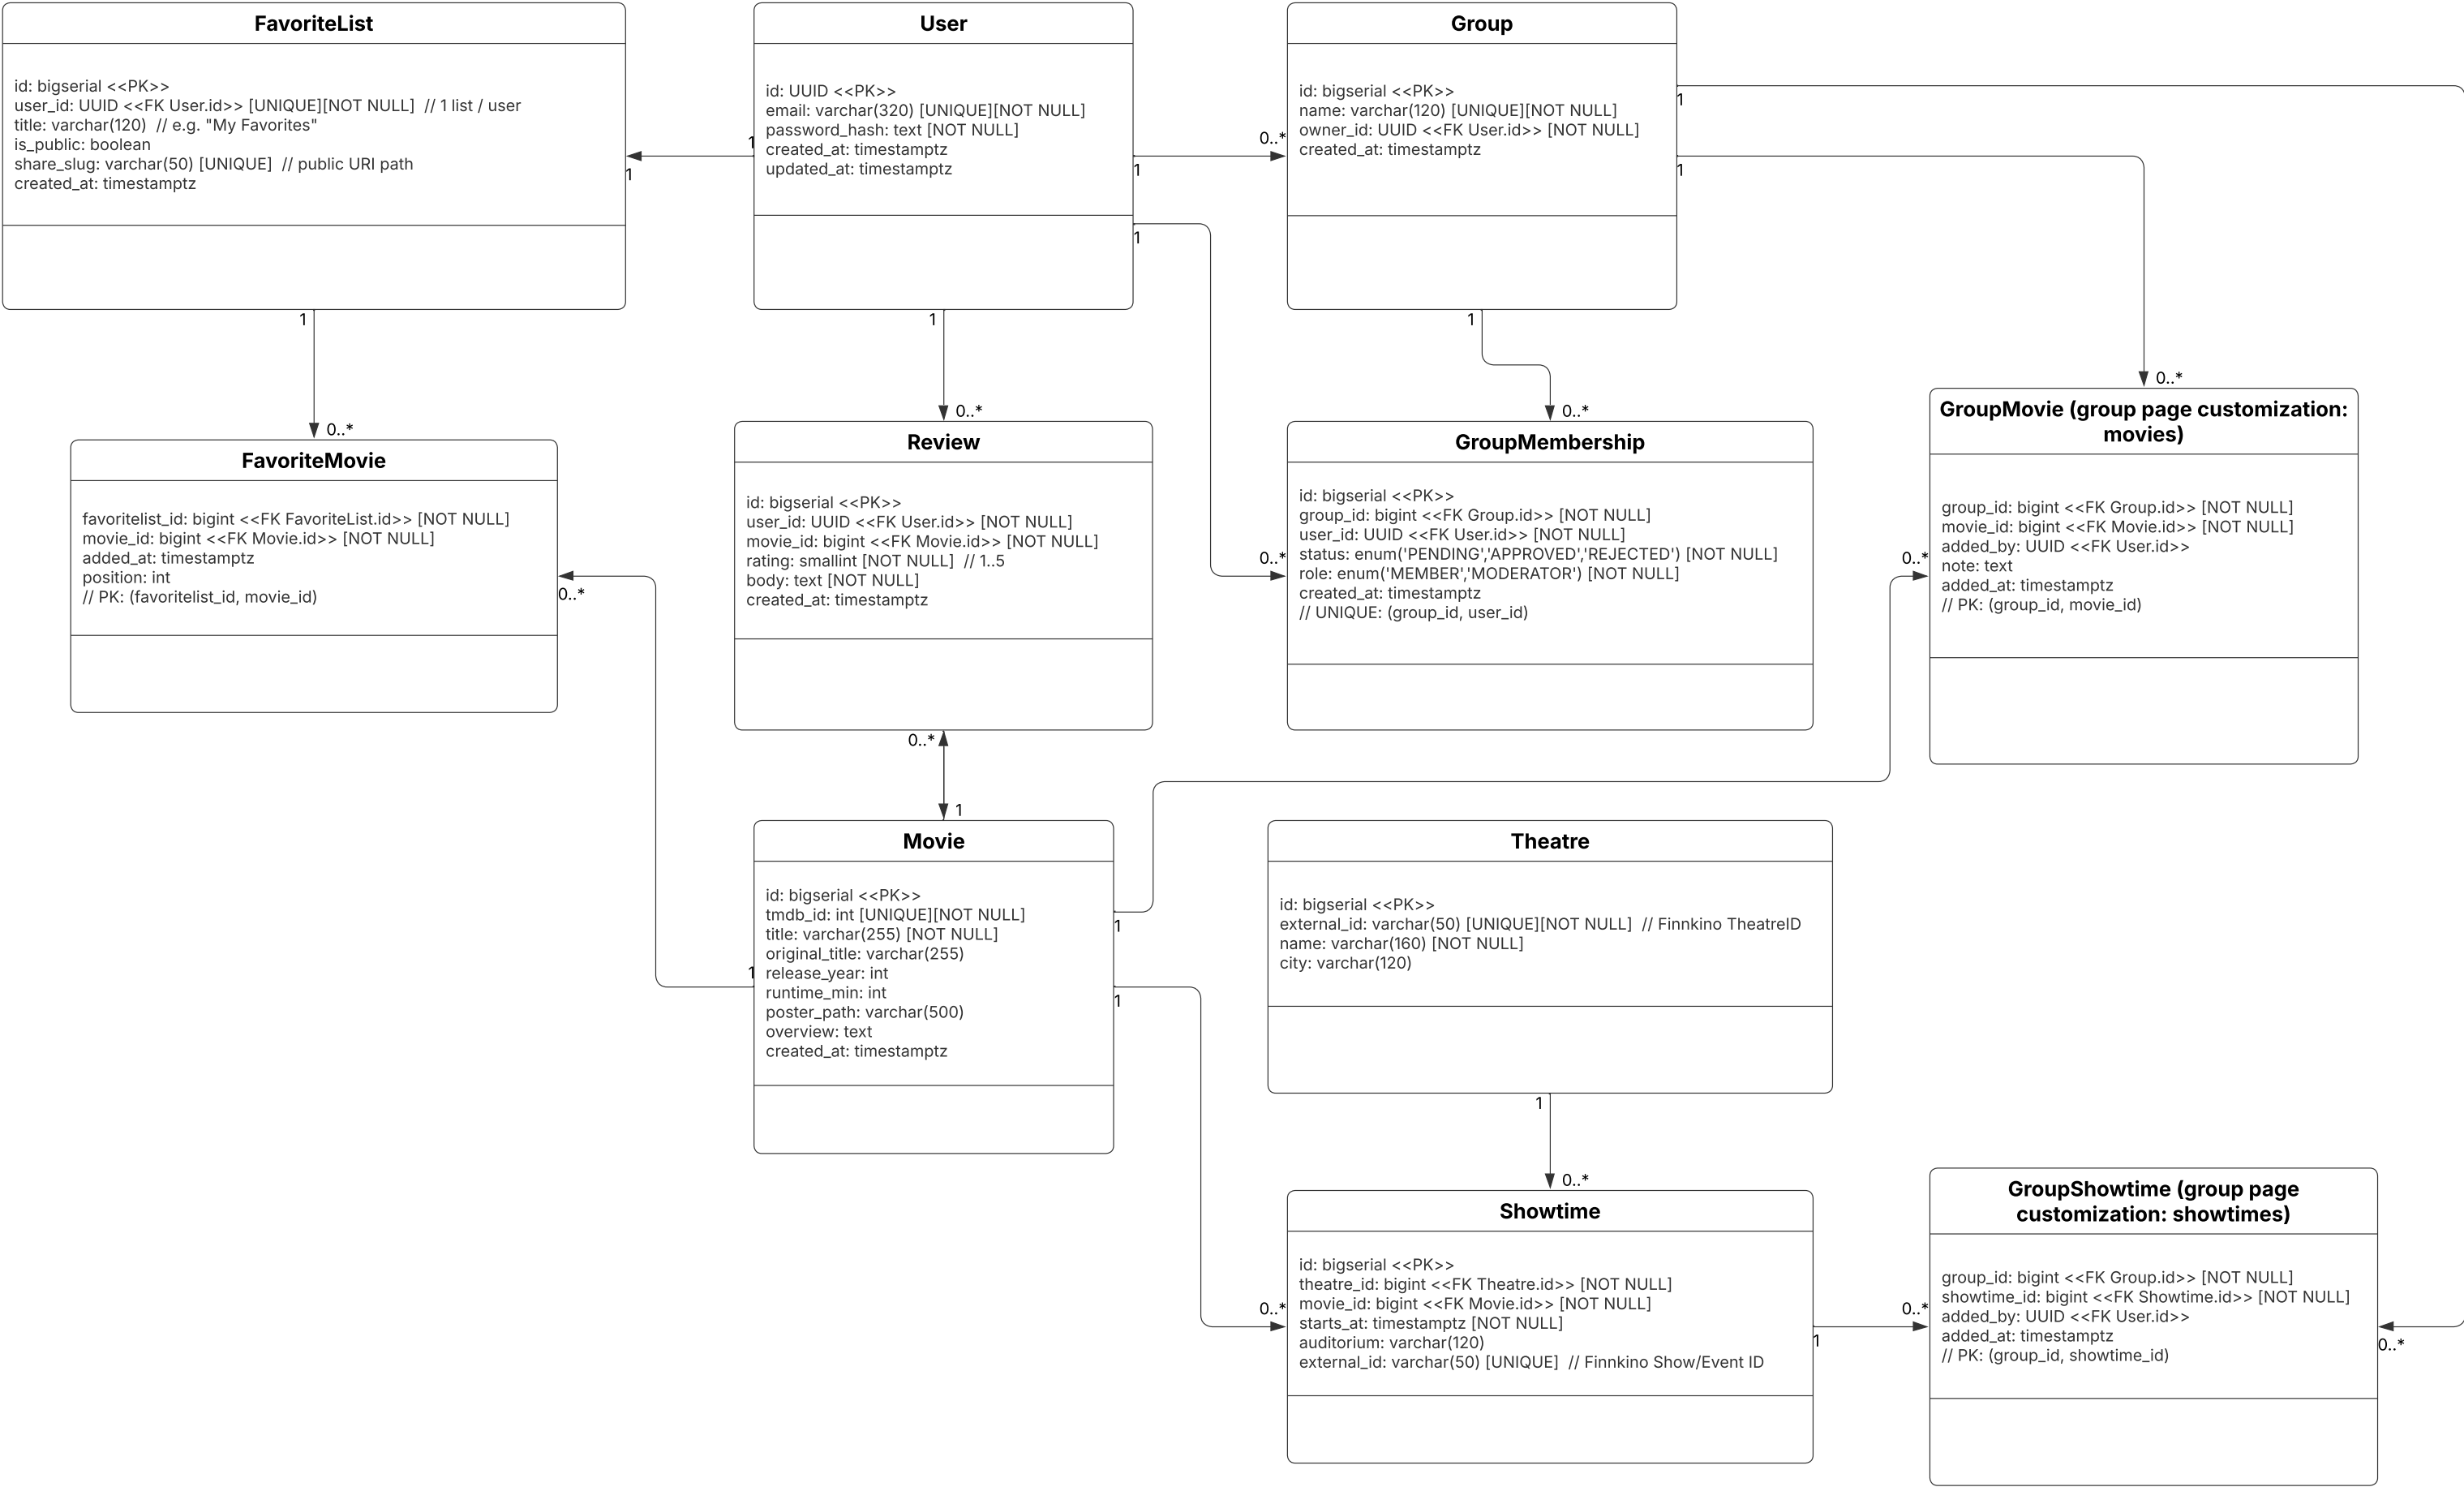 FavoriteList
id: bigserial <<PK>>
user_id: UUID <<FK User.id>> [UNIQUE][NOT NULL]  // 1 list / user
title: varchar(120)  // e.g. "My Favorites"
is_public: boolean
share_slug: varchar(50) [UNIQUE]  // public URI path
created_at: timestamptz
1
1
User
id: UUID <<PK>>
email: varchar(320) [UNIQUE][NOT NULL]
password_hash: text [NOT NULL]
created_at: timestamptz
updated_at: timestamptz
1
0..*
1
Group
id: bigserial <<PK>>
name: varchar(120) [UNIQUE][NOT NULL]
owner_id: UUID <<FK User.id>> [NOT NULL]
created_at: timestamptz
1
1
1
0..*
1
0..*
1
0..*
0..*
FavoriteMovie
favoritelist_id: bigint <<FK FavoriteList.id>> [NOT NULL]
movie_id: bigint <<FK Movie.id>> [NOT NULL]
added_at: timestamptz
position: int
// PK: (favoritelist_id, movie_id)
0..*
Review
id: bigserial <<PK>>
user_id: UUID <<FK User.id>> [NOT NULL]
movie_id: bigint <<FK Movie.id>> [NOT NULL]
rating: smallint [NOT NULL]  // 1..5
body: text [NOT NULL]
created_at: timestamptz
0..*
1
0..*
GroupMembership
id: bigserial <<PK>>
group_id: bigint <<FK Group.id>> [NOT NULL]
user_id: UUID <<FK User.id>> [NOT NULL]
status: enum('PENDING','APPROVED','REJECTED') [NOT NULL]
role: enum('MEMBER','MODERATOR') [NOT NULL]
created_at: timestamptz
// UNIQUE: (group_id, user_id)
0..*
GroupMovie (group page customization:
movies)
group_id: bigint <<FK Group.id>> [NOT NULL]
movie_id: bigint <<FK Movie.id>> [NOT NULL]
added_by: UUID <<FK User.id>>
note: text
added_at: timestamptz
// PK: (group_id, movie_id)
1
Movie
id: bigserial <<PK>>
tmdb_id: int [UNIQUE][NOT NULL]
title: varchar(255) [NOT NULL]
original_title: varchar(255)
release_year: int
runtime_min: int
poster_path: varchar(500)
overview: text
created_at: timestamptz
1
1
Theatre
id: bigserial <<PK>>
external_id: varchar(50) [UNIQUE][NOT NULL]  // Finnkino TheatreID
name: varchar(160) [NOT NULL]
city: varchar(120)
1
0..*
0..*
Showtime
id: bigserial <<PK>>
theatre_id: bigint <<FK Theatre.id>> [NOT NULL]
movie_id: bigint <<FK Movie.id>> [NOT NULL]
starts_at: timestamptz [NOT NULL]
auditorium: varchar(120)
external_id: varchar(50) [UNIQUE]  // Finnkino Show/Event ID
1
0..*
GroupShowtime (group page
customization: showtimes)
group_id: bigint <<FK Group.id>> [NOT NULL]
showtime_id: bigint <<FK Showtime.id>> [NOT NULL]
added_by: UUID <<FK User.id>>
added_at: timestamptz
// PK: (group_id, showtime_id)
0..*